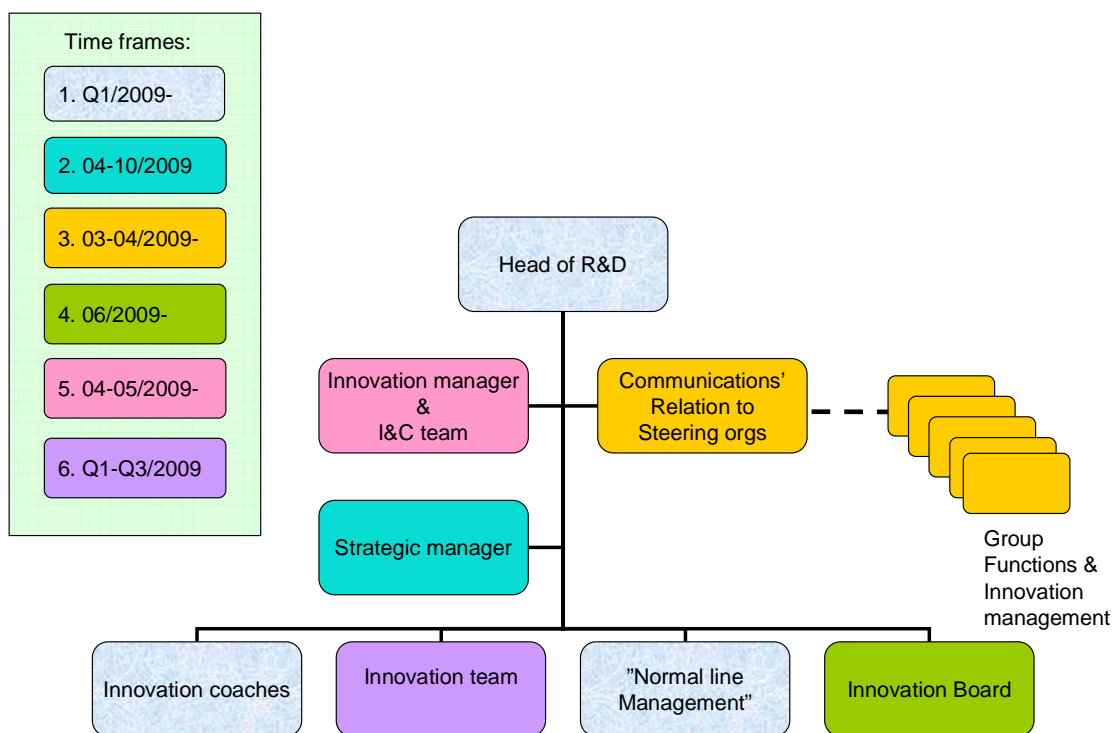 Time frames:
1. Q1/2009-
2. 04-10/2009
3. 03-04/2009-
4. 06/2009-
5. 04-05/2009-
6. Q1-Q3/2009
Head of R&D
Innovation manager
&
I&C team
Communications’
Relation to
Steering orgs
Strategic manager
Group
Functions &
Innovation
management
Innovation coaches
Innovation team
”Normal line
Management”
Innovation Board